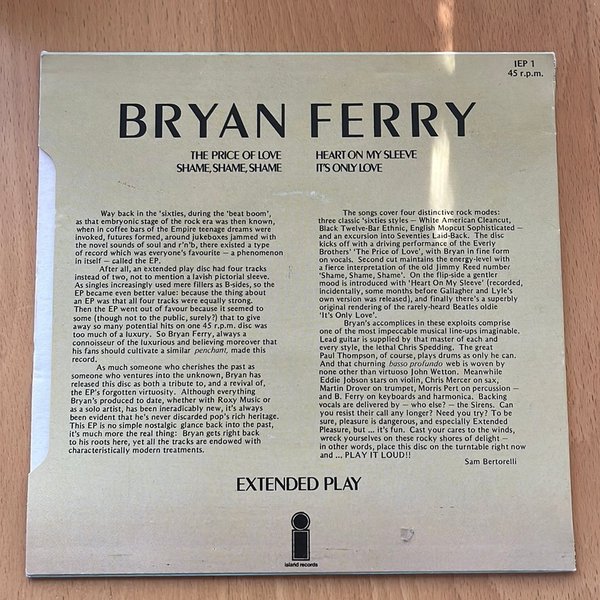 IEP 1
45 r.p.m.
BRYAN FERRY
THE PRICE OF LOVE
SHAME, SHAME, SHAME
HEART ON MY SLEEVE
IT'S ONLY LOVE
Way back in the 'sixties, during the 'beat boom',
as that embryonic stage of the rock era was then known,
when in coffee bars of the Empire teenage dreams were
invoked, futures formed, around jukeboxes jammed with
the novel sounds of soul and r'n'b, there existed a type
of record which was everyone's favourite — a phenomenon
in itself — called the EP.
After all, an extended play disc had four tracks
instead of two, not to mention a lavish pictorial sleeve.
As singles increasingly used mere fillers as B-sides, so the
EP became even better value: because the thing about
an EP was that all four tracks were equally strong.
Then the EP went out of favour because it seemed to
some (though not to the public, surely?) that to give
away so many potential hits on one 45 r.p.m. disc was
too much of a luxury. So Bryan Ferry, always a
connoisseur of the luxurious and believing moreover that
his fans should cultivate a similar penchant, made this
record.
As much someone who cherishes the past as
someone who ventures into the unknown, Bryan has
released this disc as both a tribute to, and a revival of,
the EP's forgotten virtuosity. Although everything
Bryan's produced to date, whether with Roxy Music or
as a solo artist, has been ineradicably new, it's always
been evident that he's never discarded pop's rich heritage.
This EP is no simple nostalgic glance back into the past,
it's much more the real thing: Bryan gets right back
to his roots here, yet all the tracks are endowed with
characteristically modern treatments.
The songs cover four distinctive rock modes:
three classic 'sixties styles — White American Cleancut,
Black Twelve-Bar Ethnic, English Mopcut Sophisticated —
and an excursion into Seventies Laid-Back. The disc
kicks off with a driving performance of the Everly
Brothers' 'The Price of Love', with Bryan in fine form
on vocals. Second cut maintains the energy-level with
a fierce interpretation of the old Jimmy Reed number
'Shame, Shame, Shame'. On the flip-side a gentler
mood is introduced with 'Heart On My Sleeve' (recorded,
incidentally, some months before Gallagher and Lyle's
own version was released), and finally there's a superbly
original rendering of the rarely-heard Beatles oldie
'It's Only Love'.
Bryan's accomplices in these exploits comprise
one of the most impeccable musical line-ups imaginable.
Lead guitar is supplied by that master of each and
every style, the lethal Chris Spedding. The great
Paul Thompson, of course, plays drums as only he can.
And that churning basso profundo web is woven by
none other than virtuoso John Wetton. Meanwhile
Eddie Jobson stars on violin, Chris Mercer on sax,
Martin Drover on trumpet, Morris Pert on percussion —
and B. Ferry on keyboards and harmonica. Backing
vocals are delivered by — who else? — the Sirens. Can
you resist their call any longer? Need you try? To be
sure, pleasure is dangerous, and especially Extended
Pleasure, but ... it's fun. Cast your cares to the winds,
wreck yourselves on these rocky shores of delight —
in other words, place this disc on the turntable right now
and ... PLAY IT LOUD!!
Sam Bertorelli
EXTENDED PLAY
island records